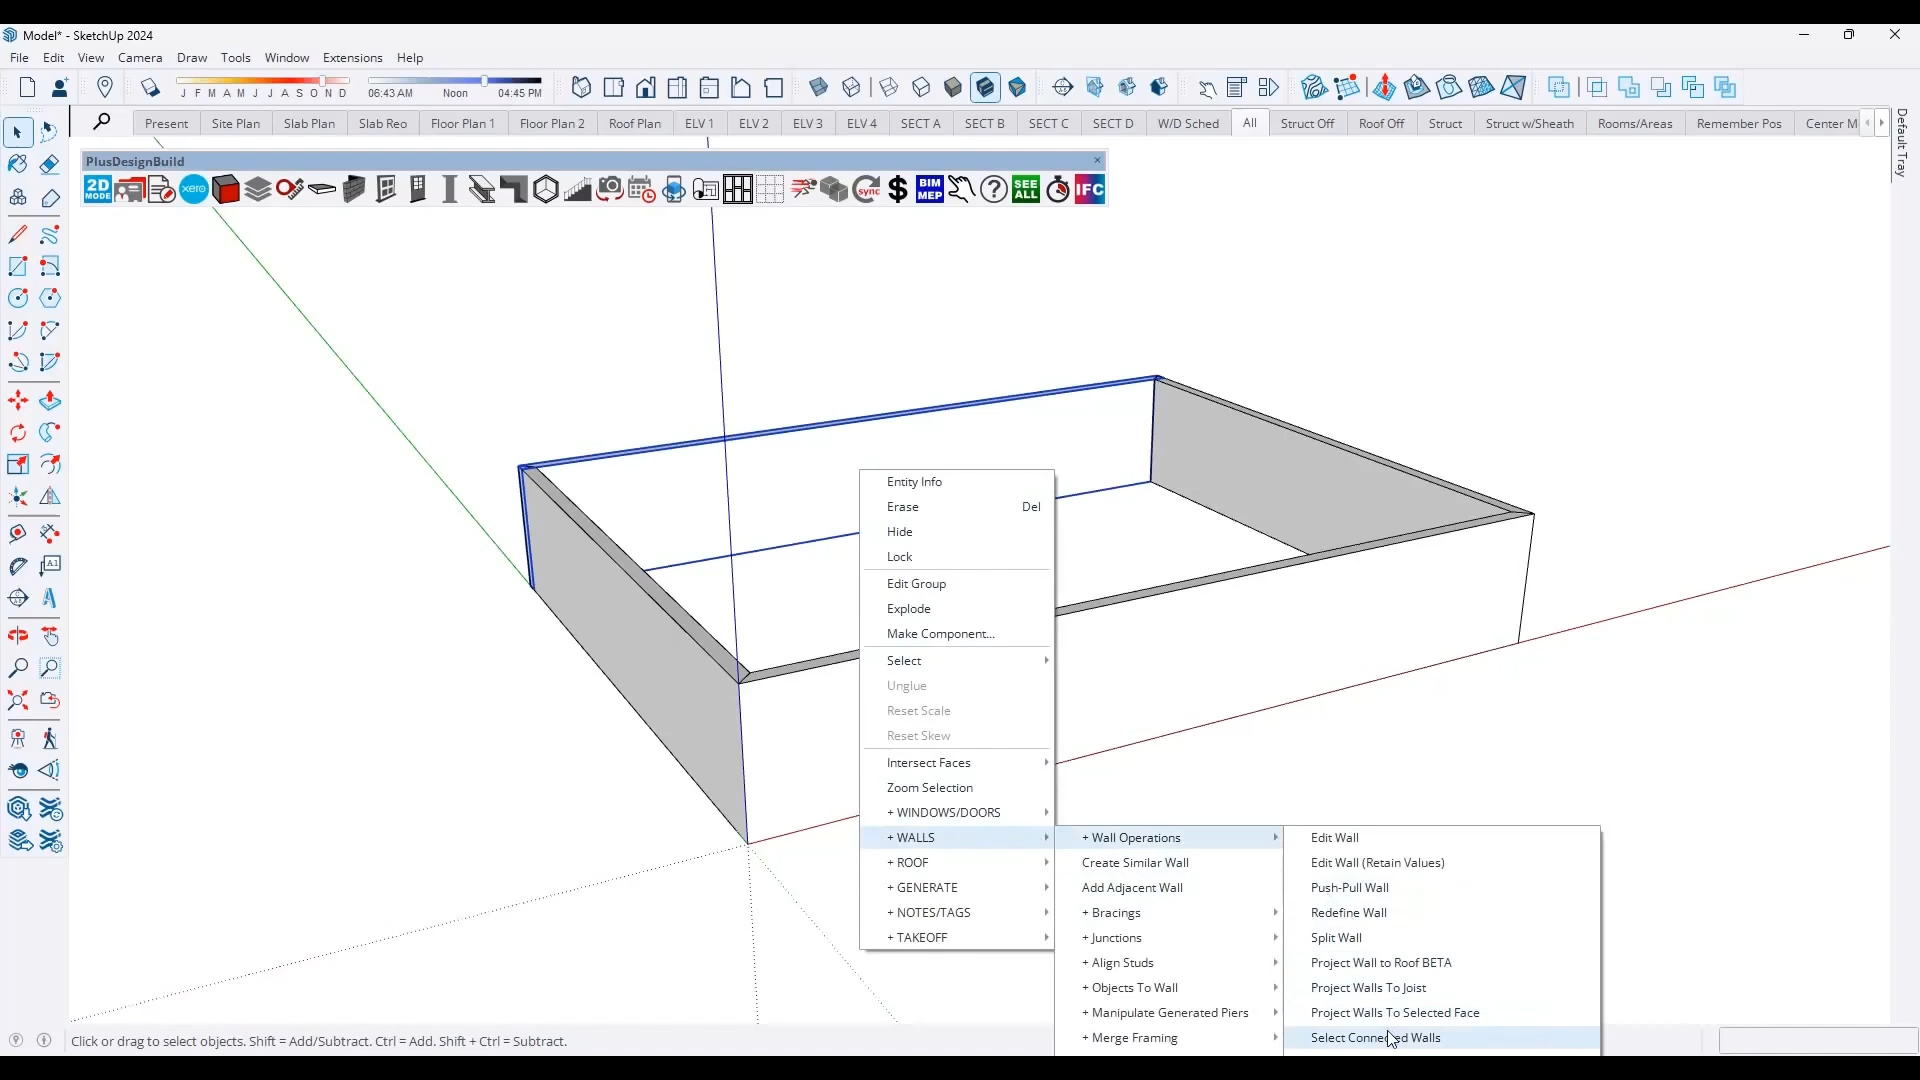 Model* - SketchUp 2024
File Edit View Camera Draw Tools Window Extensions Help
J F M A M J J A S O N D
06:43 AM Noon 04:45 PM
Present Site Plan Slab Plan Slab Reo Floor Plan 1 Floor Plan 2 Roof Plan ELV 1 ELV 2 ELV 3 ELV 4 SECT A SECT B SECT C SECT D W/D Sched All Struct Off Roof Off Struct Struct w/Sheath Rooms/Areas Remember Pos Center M
Default Tray
PlusDesignBuild
2D MODE xero sync $ BIM MEP ? SEE ALL IFC
A1
A
Entity Info
Erase Del
Hide
Lock
Edit Group
Explode
Make Component...
Select
Unglue
Reset Scale
Reset Skew
Intersect Faces
Zoom Selection
+ WINDOWS/DOORS
+ WALLS
+ ROOF
+ GENERATE
+ NOTES/TAGS
+ TAKEOFF
+ Wall Operations
Create Similar Wall
Add Adjacent Wall
+ Bracings
+ Junctions
+ Align Studs
+ Objects To Wall
+ Manipulate Generated Piers
+ Merge Framing
Edit Wall
Edit Wall (Retain Values)
Push-Pull Wall
Redefine Wall
Split Wall
Project Wall to Roof BETA
Project Walls To Joist
Project Walls To Selected Face
Select Connected Walls
Click or drag to select objects. Shift = Add/Subtract. Ctrl = Add. Shift + Ctrl = Subtract.